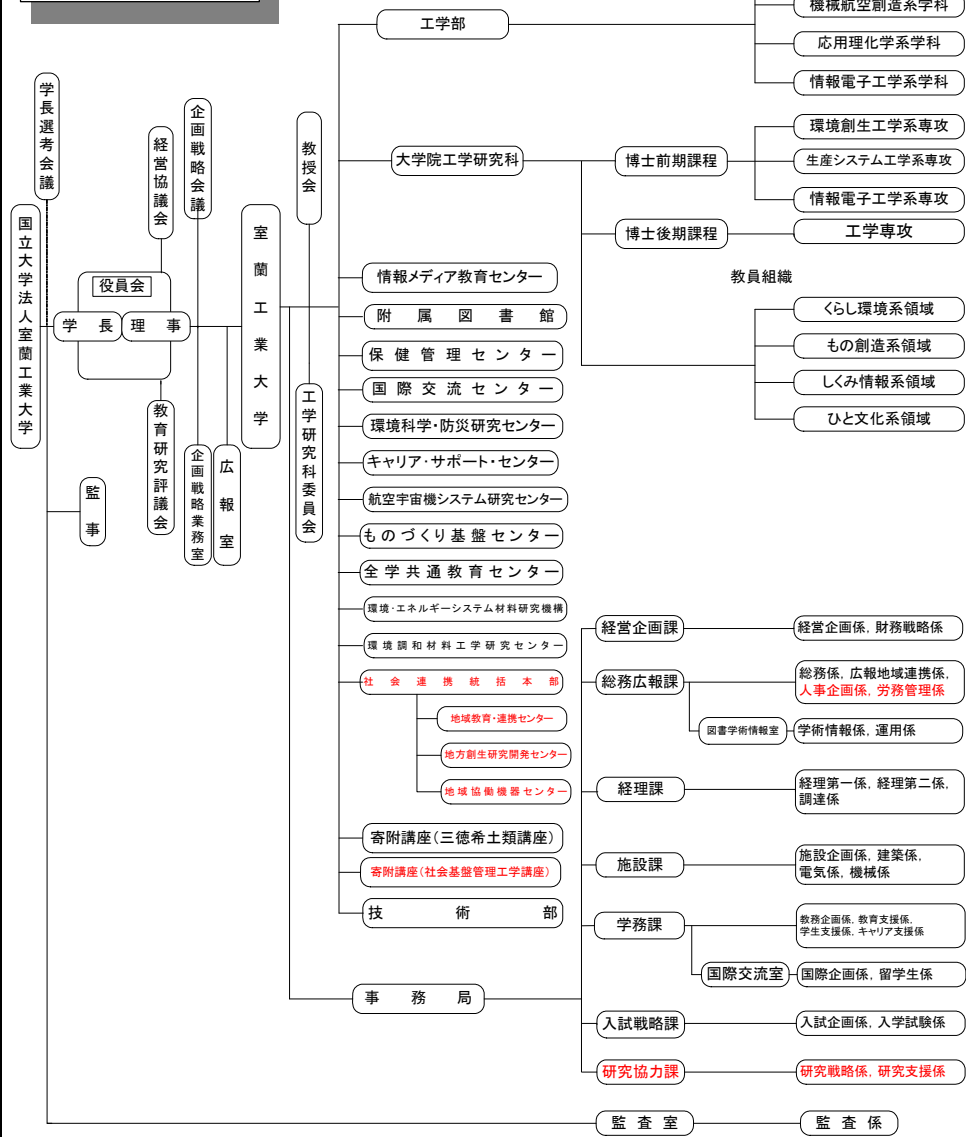 機械航空創造系学科
工学部
応用理化学系学科
情報電子工学系学科
学長選考会議
企画戦略会議
経営協議会
教授会
環境創生工学系専攻
大学院工学研究科
博士前期課程
生産システム工学系専攻
情報電子工学系専攻
国立大学法人室蘭工業大学
室蘭工業大学
博士後期課程
工学専攻
教員組織
役員会
学長
理事
情報メディア教育センター
附属図書館
くらし環境系領域
保健管理センター
もの創造系領域
国際交流センター
しくみ情報系領域
工学研究科委員会
教育研究評議会
環境科学・防災研究センター
ひと文化系領域
企画戦略業務室
広報室
キャリア・サポート・センター
監事
航空宇宙機システム研究センター
ものづくり基盤センター
全学共通教育センター
環境・エネルギーシステム材料研究機構
環境調和材料工学研究センター
経営企画課
経営企画係，財務戦略係
社会連携統括本部
総務広報課
総務係，広報地域連携係，
人事企画係，労務管理係
地域教育・連携センター
図書学術情報室
学術情報係，運用係
地方創生研究開発センター
地域協働機器センター
経理課
経理第一係，経理第二係，
調達係
寄附講座（三徳希土類講座）
寄附講座（社会基盤管理工学講座）
施設課
施設企画係，建築係，
電気係，機械係
技術部
学務課
教務企画係，教育支援係，
学生支援係，キャリア支援係
国際交流室
国際企画係，留学生係
事務局
入試戦略課
入試企画係，入学試験係
研究協力課
研究戦略係，研究支援係
監査室
監査係